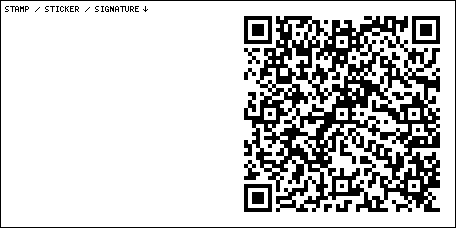 STAMP / STICKER / SIGNATURE ↓